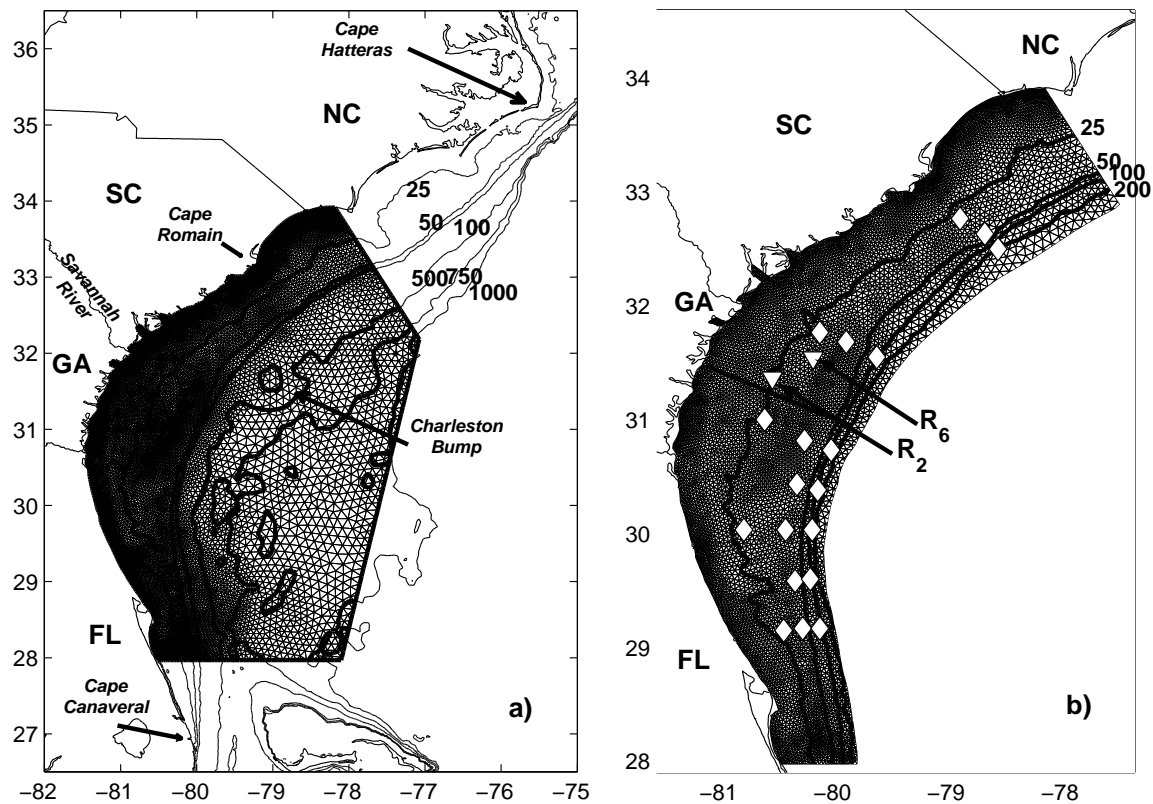 36
35
34
33
32
31
30
29
28
27
−82
−81
−80
−79
−78
−77
−76
−75
Cape
Hatteras
NC
SC
Cape
Romain
Savannah
River
GA
FL
Cape
Canaveral
Charleston
Bump
25
50
100
500
750
1000
a)
34
33
32
31
30
29
28
−81
−80
−79
−78
NC
SC
GA
FL
25
50
100
200
R6
R2
b)